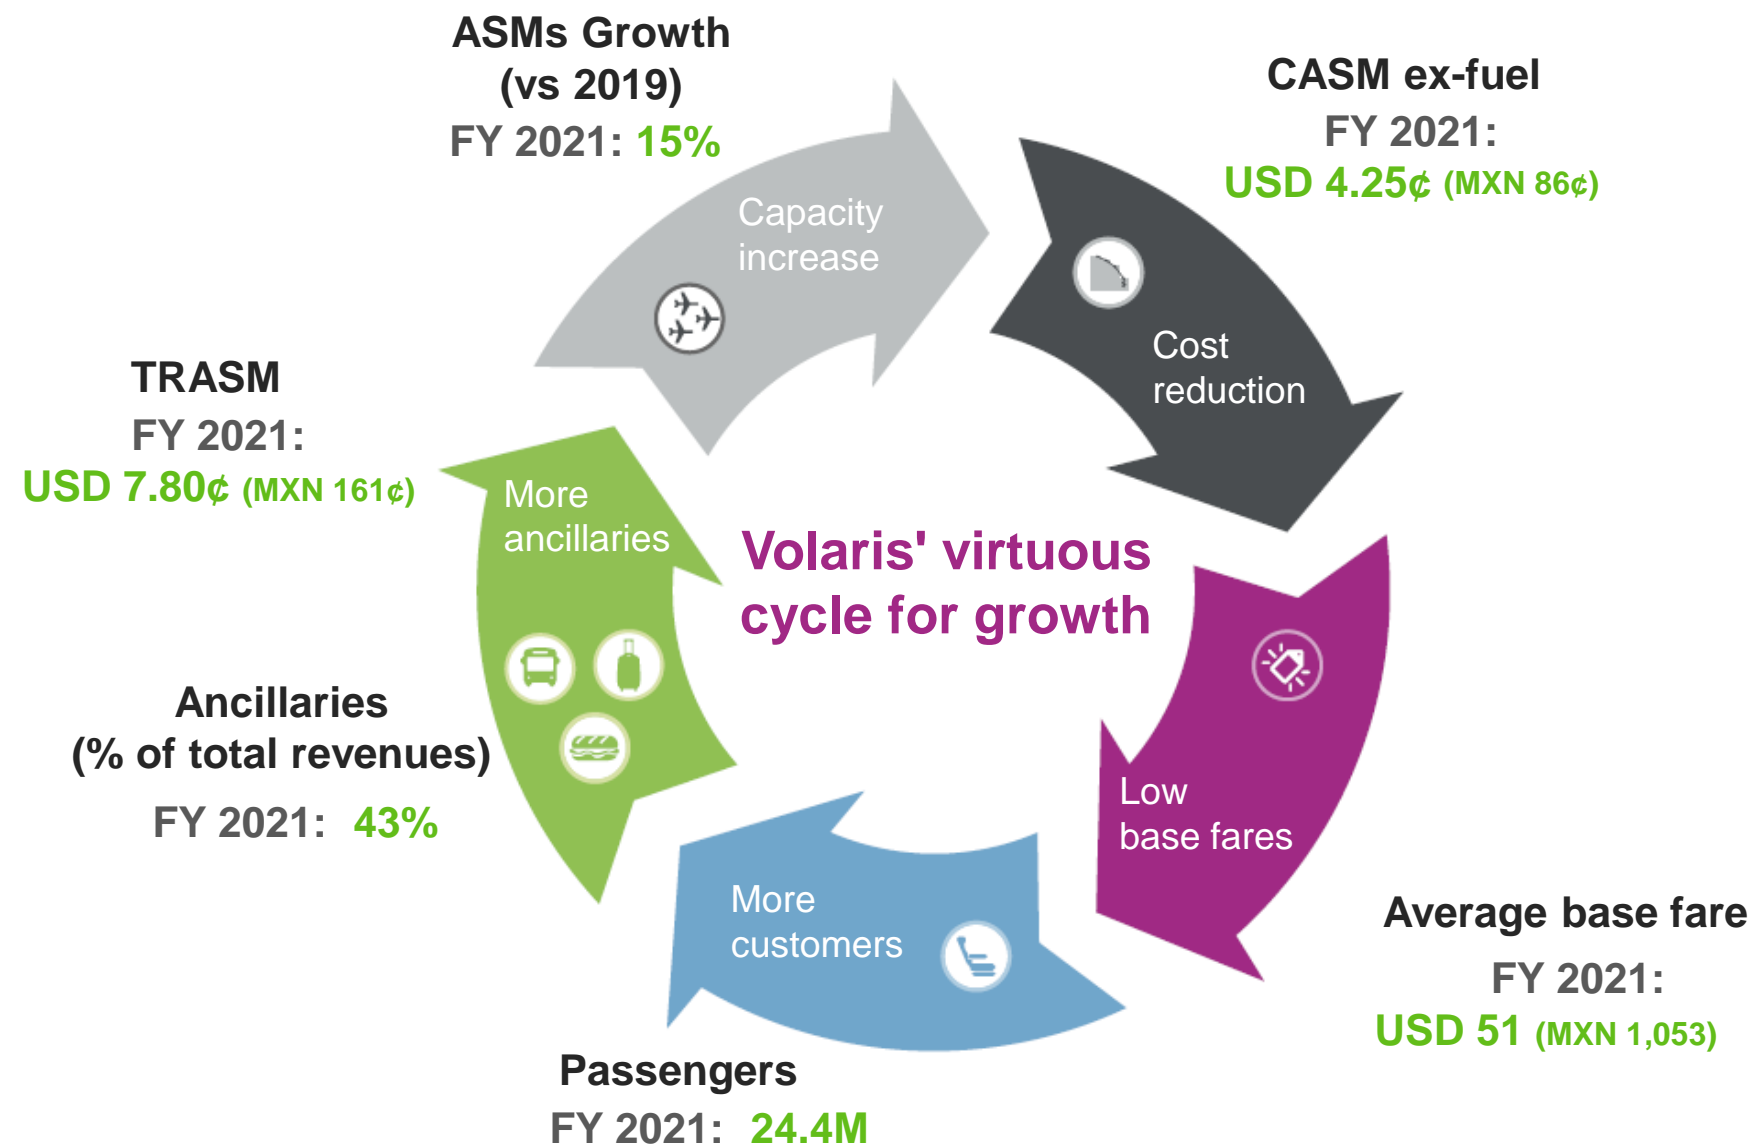 ASMs Growth
(vs 2019)
FY 2021: 15%
CASM ex-fuel
FY 2021:
USD 4.25¢ (MXN 86¢)
Capacity
increase
Cost
reduction
TRASM
FY 2021:
USD 7.80¢ (MXN 161¢)
More
ancillaries
Volaris' virtuous
cycle for growth
Ancillaries
(% of total revenues)
FY 2021: 43%
Low
base fares
More
customers
Average base fare
FY 2021:
USD 51 (MXN 1,053)
Passengers
FY 2021: 24.4M